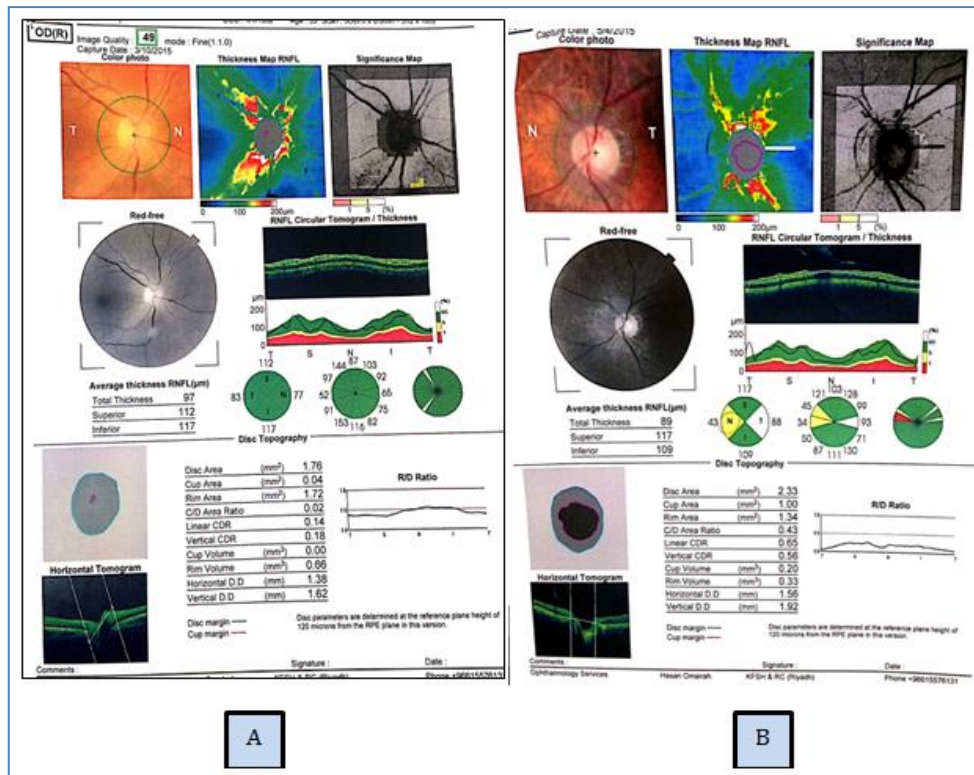 OD(R)
Image Quality : 49 mode : Fine(1.1.0)
Capture Date : 3/10/2015
Color photo Thickness Map RNFL Significance Map
T N
0 100 200μm
1 5 (%)
Red-free
RNFL Circular Tomogram / Thickness
μm
200
100
0
(%)
T S N I T
Average thickness RNFL(μm)
Total Thickness 97
Superior 112
Inferior 117
112
83 T S N I 77
117
144 87 103
97 92
52 65
91 75
153 116 82
Disc Topography
Disc Area (mm²) 1.76
Cup Area (mm²) 0.04
Rim Area (mm²) 1.72
C/D Area Ratio 0.02
Linear CDR 0.14
Vertical CDR 0.18
Cup Volume (mm³) 0.00
Rim Volume (mm³) 0.66
Horizontal D.D (mm) 1.38
Vertical D.D (mm) 1.62
R/D Ratio
Horizontal Tomogram
Disc margin
Cup margin
Disc parameters are determined at the reference plane height of
120 microns from the RPE plane in this version.
Comments :
Signature : Date :
KFSH & RC (Riyadh)
A
Capture Date : 5/4/2015
Color photo Thickness Map RNFL Significance Map
N T
0 100 200μm
1 5 (%)
Red-free
RNFL Circular Tomogram / Thickness
μm
200
100
0
(%)
T S N I T
Average thickness RNFL(μm)
Total Thickness 89
Superior 117
Inferior 109
117
43 N T 88
109
121 103 128
45 99
34 93
50 71
87 111 130
Disc Topography
Disc Area (mm²) 2.33
Cup Area (mm²) 1.00
Rim Area (mm²) 1.34
C/D Area Ratio 0.43
Linear CDR 0.65
Vertical CDR 0.56
Cup Volume (mm³) 0.20
Rim Volume (mm³) 0.33
Horizontal D.D (mm) 1.56
Vertical D.D (mm) 1.92
R/D Ratio
Horizontal Tomogram
Disc margin
Cup margin
Disc parameters are determined at the reference plane height of
120 microns from the RPE plane in this version.
Comments :
Signature : Date :
Ophthalmology Services Hasan Omairah KFSH & RC (Riyadh) Phone +96615576131
B